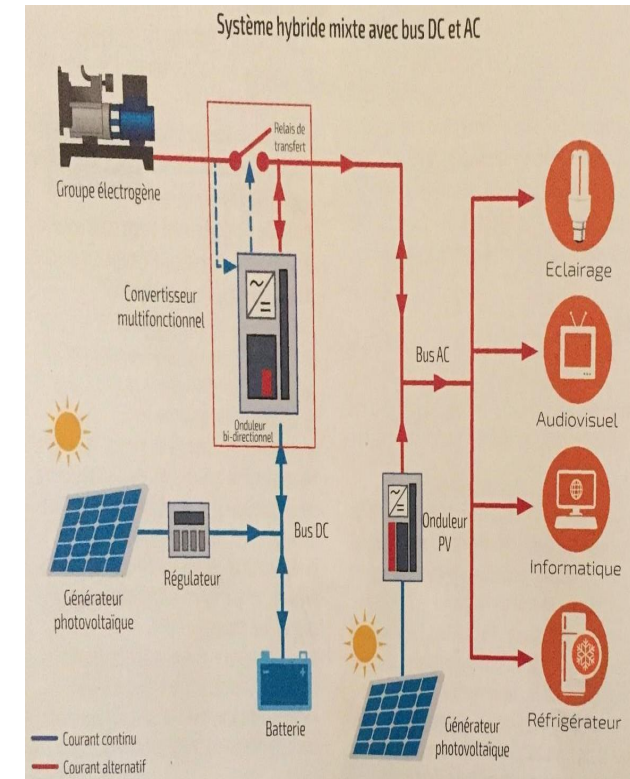 Système hybride mixte avec bus DC et AC
Relais de
transfert
Groupe électrogène
Convertisseur
multifonctionnel
Onduleur
bi-directionnel
Eclairage
Bus AC
Audiovisuel
Bus DC
Onduleur
PV
Régulateur
Informatique
Générateur
photovoltaïque
Batterie
Générateur
photovoltaïque
Réfrigérateur
Courant continu
Courant alternatif